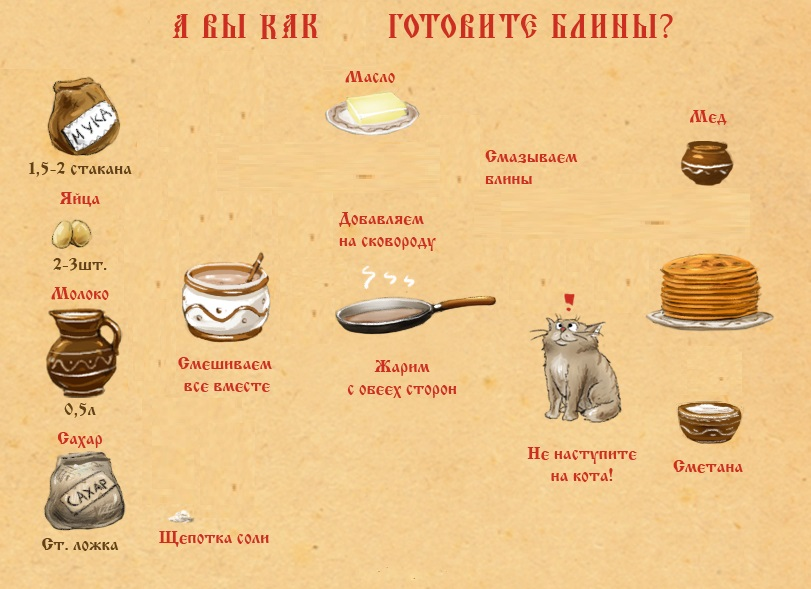 А ВЫ КАК ГОТОВИТЕ БЛИНЫ?
МУКА
1,5-2 стакана
Яйца
2-3шт.
Молоко
0,5л
Сахар
САХАР
Ст. ложка
Щепотка соли
Смешиваем
все вместе
Масло
Добавляем
на сковороду
Жарим
с обеех сторон
Смазываем
блины
Не наступите
на кота!
Мед
Сметана